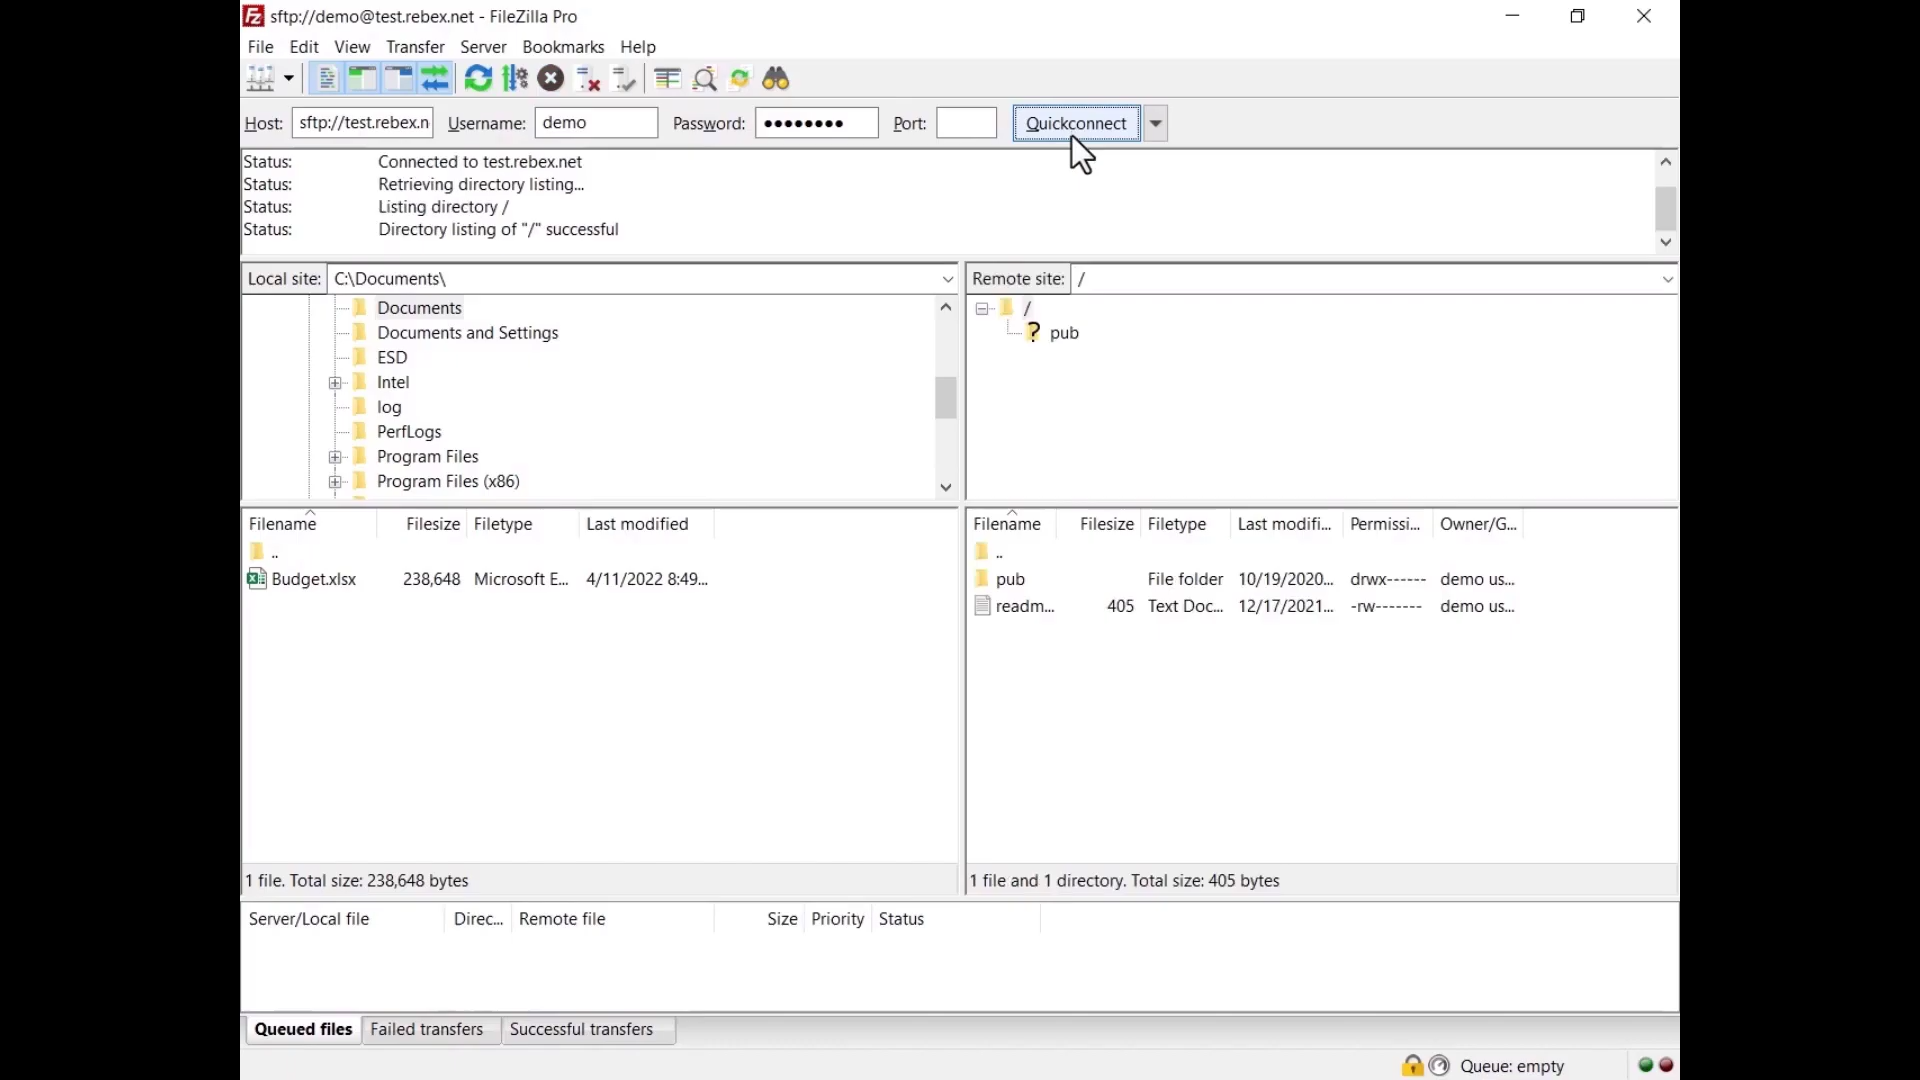 sftp://demo@test.rebex.net - FileZilla Pro
File Edit View Transfer Server Bookmarks Help
Host: sftp://test.rebex.n Username: demo Password: ●●●●●●●● Port: Quickconnect
Status: Connected to test.rebex.net
Status: Retrieving directory listing...
Status: Listing directory /
Status: Directory listing of "/" successful
Local site: C:\Documents\
Documents
Documents and Settings
ESD
Intel
log
PerfLogs
Program Files
Program Files (x86)
Remote site: /
/
? pub
Filename Filesize Filetype Last modified
..
Budget.xlsx 238,648 Microsoft E... 4/11/2022 8:49...
1 file. Total size: 238,648 bytes
Filename Filesize Filetype Last modifi... Permissi... Owner/G...
..
pub File folder 10/19/2020... drwx------ demo us...
readm... 405 Text Doc... 12/17/2021... -rw------- demo us...
1 file and 1 directory. Total size: 405 bytes
Server/Local file Direc... Remote file Size Priority Status
Queued files Failed transfers Successful transfers
Queue: empty